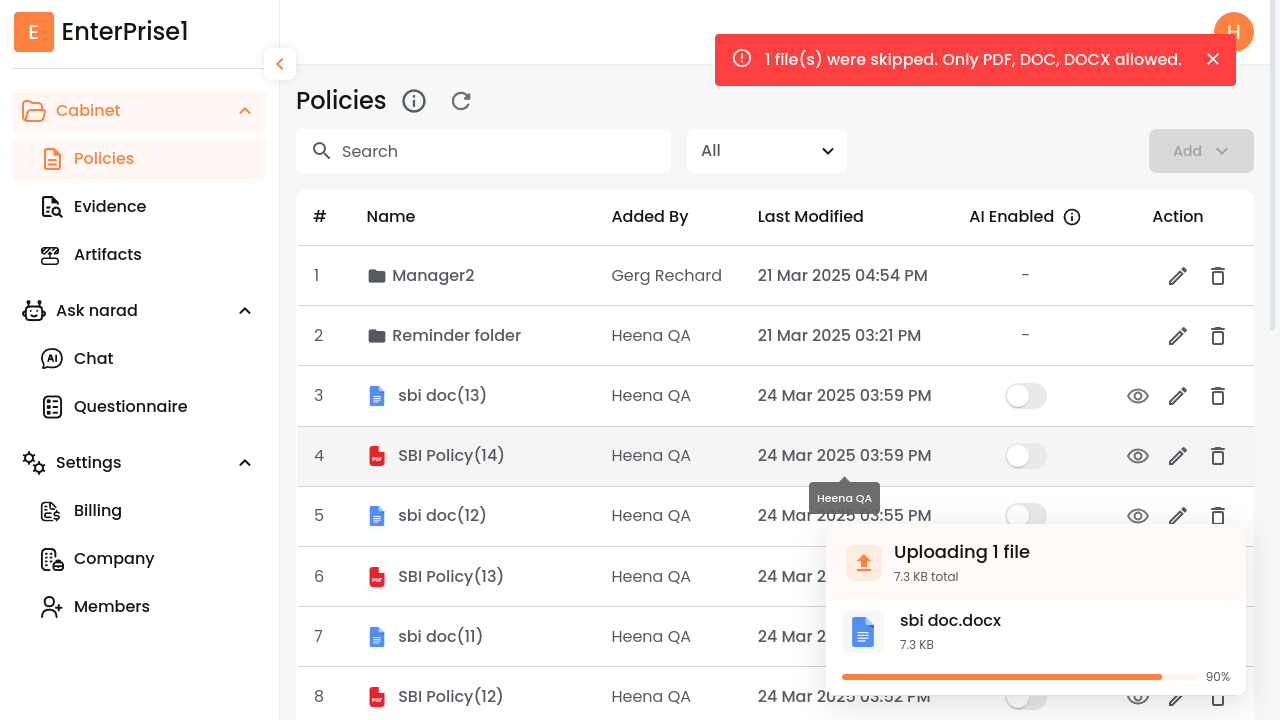 E EnterPrise1
H
1 file(s) were skipped. Only PDF, DOC, DOCX allowed.
Cabinet
Policies
Evidence
Artifacts
Ask narad
Chat
Questionnaire
Settings
Billing
Company
Members
Policies
Search
All
Add
# Name Added By Last Modified AI Enabled Action
1 Manager2 Gerg Rechard 21 Mar 2025 04:54 PM -
2 Reminder folder Heena QA 21 Mar 2025 03:21 PM -
3 sbi doc(13) Heena QA 24 Mar 2025 03:59 PM
4 SBI Policy(14) Heena QA 24 Mar 2025 03:59 PM
Heena QA
5 sbi doc(12) Heena QA 24 Mar 2025 03:55 PM
6 SBI Policy(13) Heena QA 24 Mar 2
7 sbi doc(11) Heena QA 24 Mar 2
8 SBI Policy(12) Heena QA 24 Mar 2025 03:52 PM
Uploading 1 file
7.3 KB total
sbi doc.docx
7.3 KB
90%